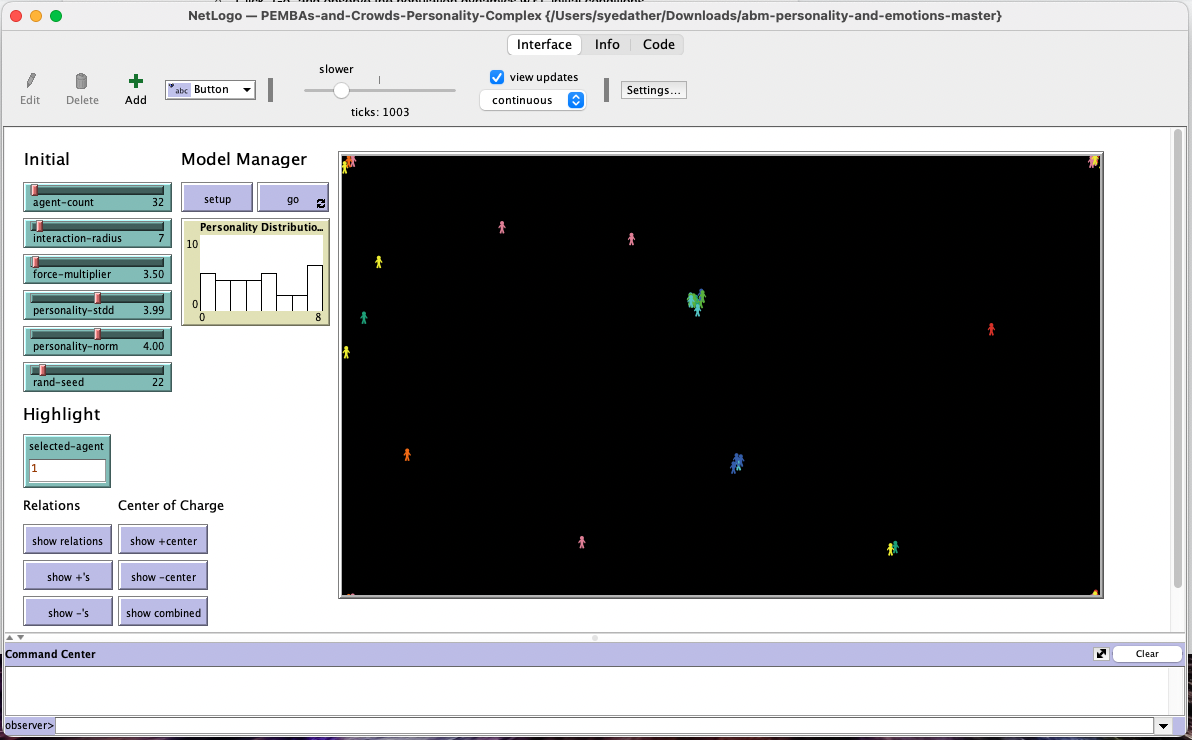 NetLogo — PEMBAs-and-Crowds-Personality-Complex {/Users/syedather/Downloads/abm-personality-and-emotions-master}
Interface Info Code
Edit Delete Add
abc Button
slower
ticks: 1003
view updates
continuous
Settings...
Initial
agent-count 32
interaction-radius 7
force-multiplier 3.50
personality-stdd 3.99
personality-norm 4.00
rand-seed 22
Model Manager
setup go
Personality Distributio...
10
0
0 8
Highlight
selected-agent
1
Relations Center of Charge
show relations show +center
show +'s show -center
show -'s show combined
Command Center Clear
observer>